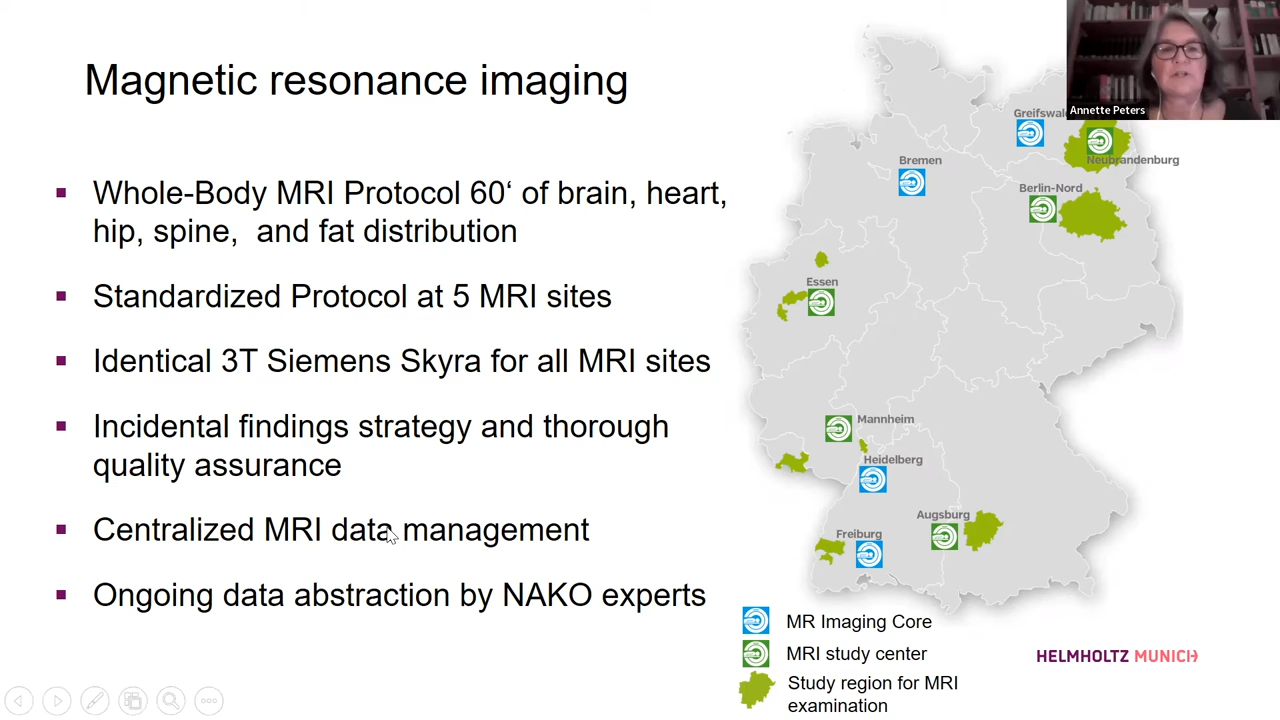 Magnetic resonance imaging
Whole-Body MRI Protocol 60‘ of brain, heart,
hip, spine, and fat distribution
Standardized Protocol at 5 MRI sites
Identical 3T Siemens Skyra for all MRI sites
Incidental findings strategy and thorough
quality assurance
Centralized MRI data management
Ongoing data abstraction by NAKO experts
Annette Peters
Greifswal
Neubrandenburg
Bremen
Berlin-Nord
Essen
Mannheim
Heidelberg
Augsburg
Freiburg
MR Imaging Core
MRI study center
Study region for MRI
examination
HELMHOLTZ MUNICH